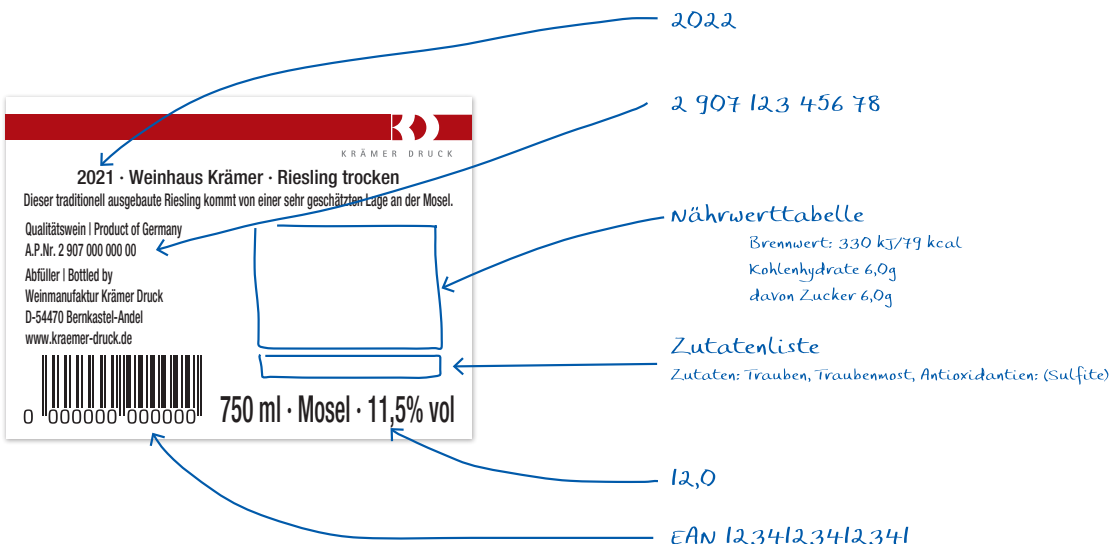 2022
2 907 123 456 78
KRÄMER DRUCK
2021 · Weinhaus Krämer · Riesling trocken
Dieser traditionell ausgebaute Riesling kommt von einer sehr geschätzten Lage an der Mosel.
Qualitätswein | Product of Germany
A.P.Nr. 2 907 000 000 00
Abfüller | Bottled by
Weinmanufaktur Krämer Druck
D-54470 Bernkastel-Andel
www.kraemer-druck.de
0 000000 000000
750 ml · Mosel · 11,5% vol
Nährwerttabelle
Brennwert: 330 kJ/79 kcal
Kohlenhydrate 6,0g
davon Zucker 6,0g
Zutatenliste
Zutaten: Trauben, Traubenmost, Antioxidantien: (Sulfite)
12,0
EAN 1234123412341